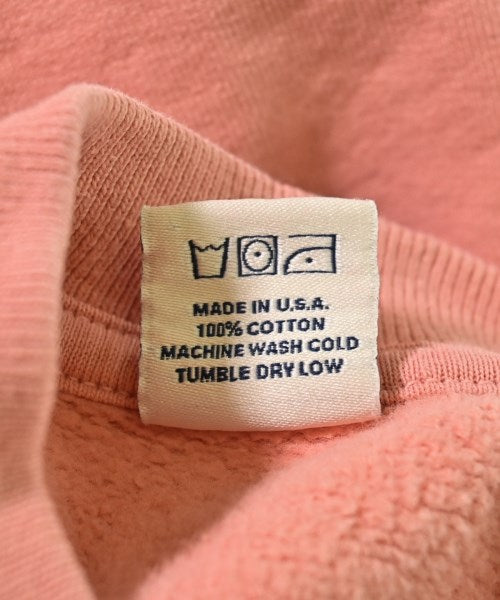 MADE IN U.S.A.
100% COTTON
MACHINE WASH COLD
TUMBLE DRY LOW